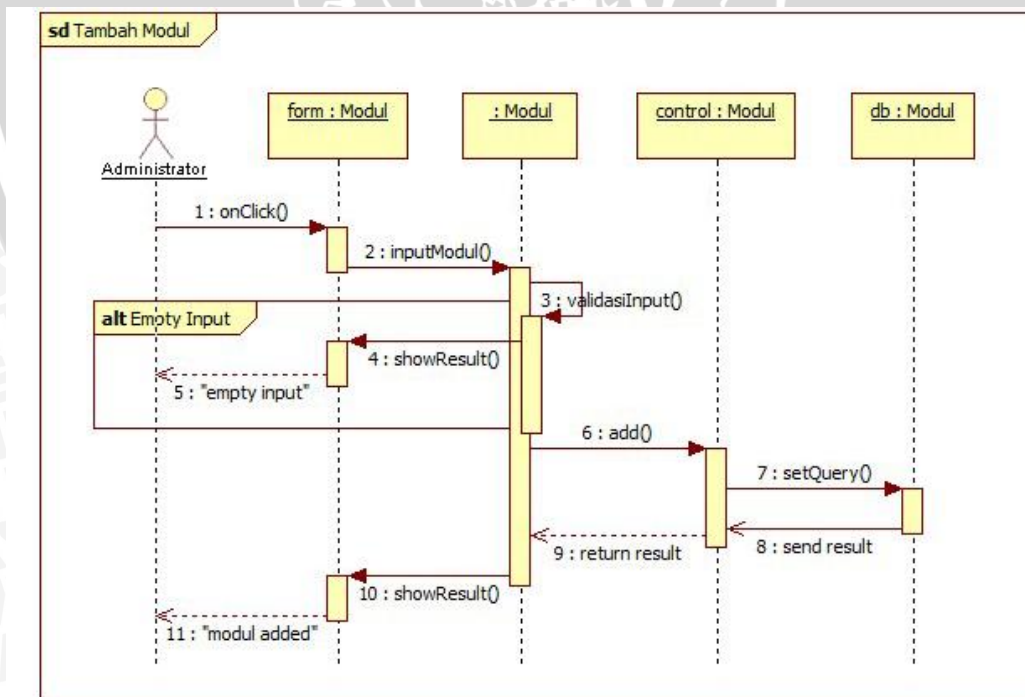 sd Tambah Modul
form : Modul
: Modul
control : Modul
db : Modul
Administrator
1 : onClick()
2 : inputModul()
3 : validasiInput()
alt Empty Input
4 : showResult()
5 : "empty input"
6 : add()
7 : setQuery()
8 : send result
9 : return result
10 : showResult()
11 : "modul added"